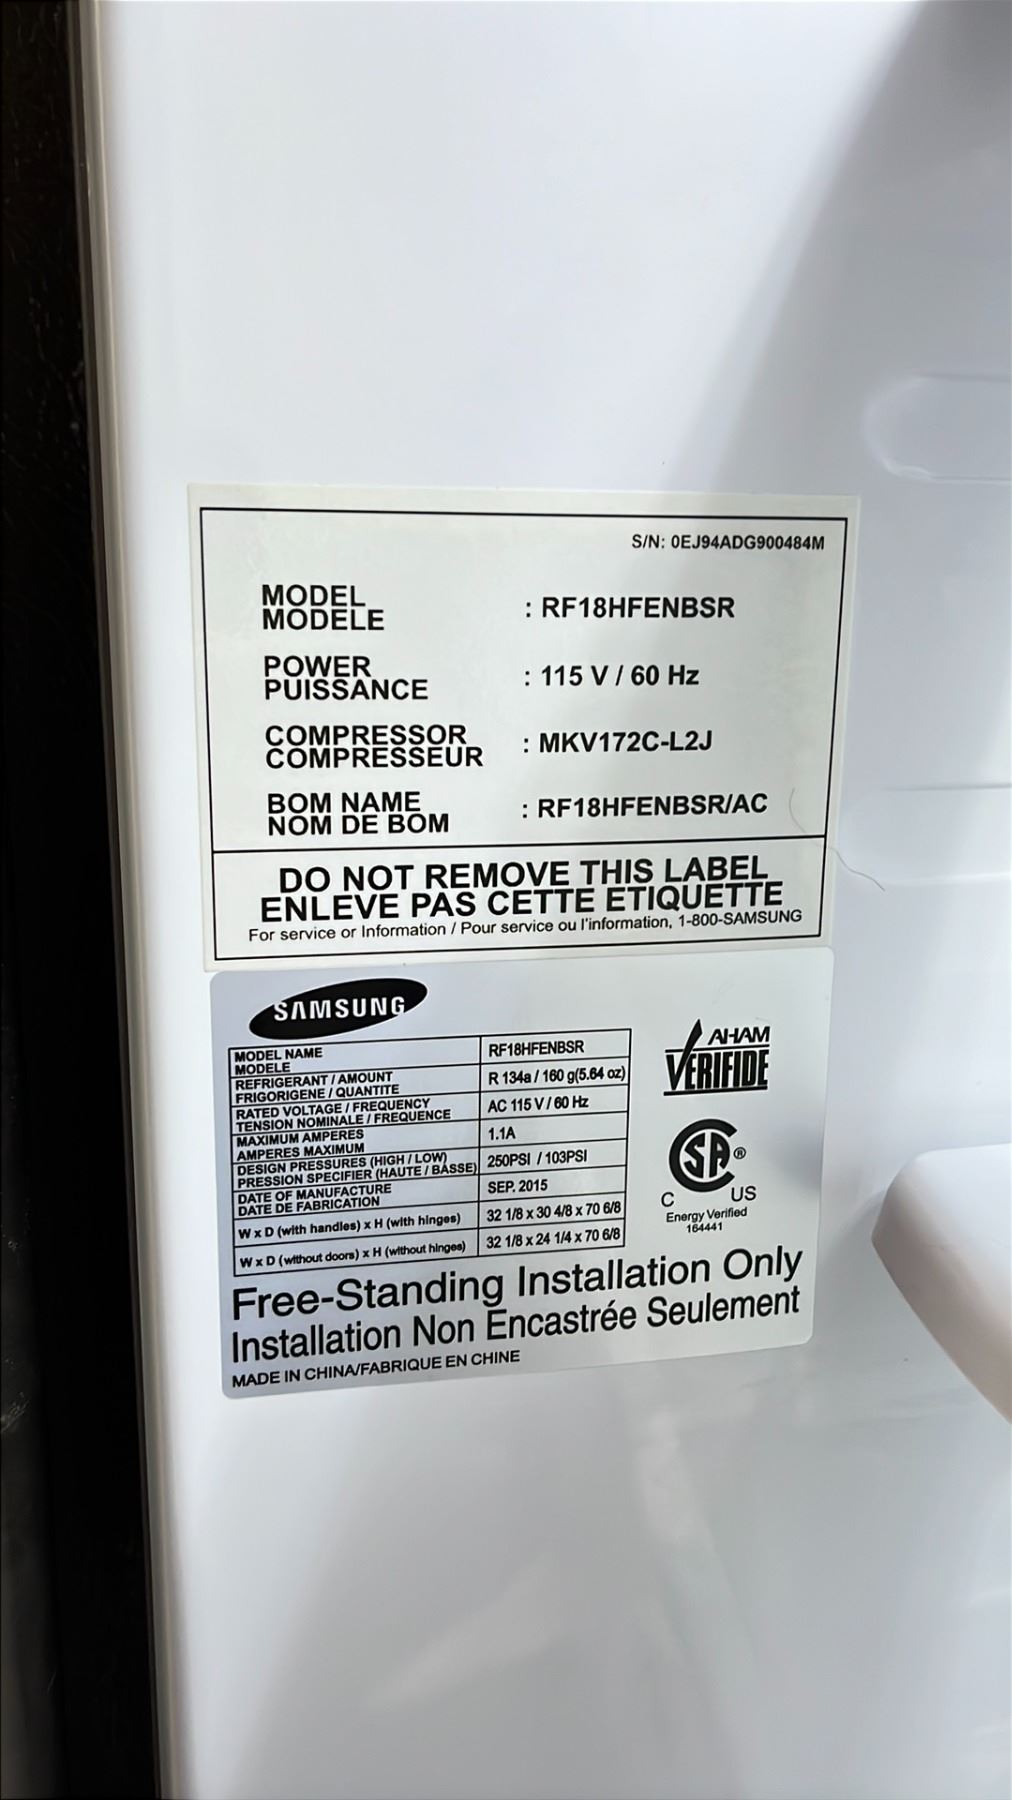 S/N: 0EJ94ADG900484M
MODEL
MODELE : RF18HFENBSR
POWER
PUISSANCE : 115 V / 60 Hz
COMPRESSOR
COMPRESSEUR : MKV172C-L2J
BOM NAME
NOM DE BOM : RF18HFENBSR/AC
DO NOT REMOVE THIS LABEL
ENLEVE PAS CETTE ETIQUETTE
For service or Information / Pour service ou l'information, 1-800-SAMSUNG
SAMSUNG
MODEL NAME
MODELE RF18HFENBSR
REFRIGERANT / AMOUNT
FRIGORIGENE / QUANTITE R 134a / 160 g(5.64 oz)
RATED VOLTAGE / FREQUENCY
TENSION NOMINALE / FREQUENCE AC 115 V / 60 Hz
MAXIMUM AMPERES
AMPERES MAXIMUM 1.1A
DESIGN PRESSURES (HIGH / LOW)
PRESSION SPECIFIER (HAUTE / BASSE) 250PSI / 103PSI
DATE OF MANUFACTURE
DATE DE FABRICATION SEP. 2015
W x D (with handles) x H (with hinges) 32 1/8 x 30 4/8 x 70 6/8
W x D (without doors) x H (without hinges) 32 1/8 x 24 1/4 x 70 6/8
AHAM
VERIFIDE
SA®
C US
Energy Verified
164441
Free-Standing Installation Only
Installation Non Encastrée Seulement
MADE IN CHINA/FABRIQUE EN CHINE